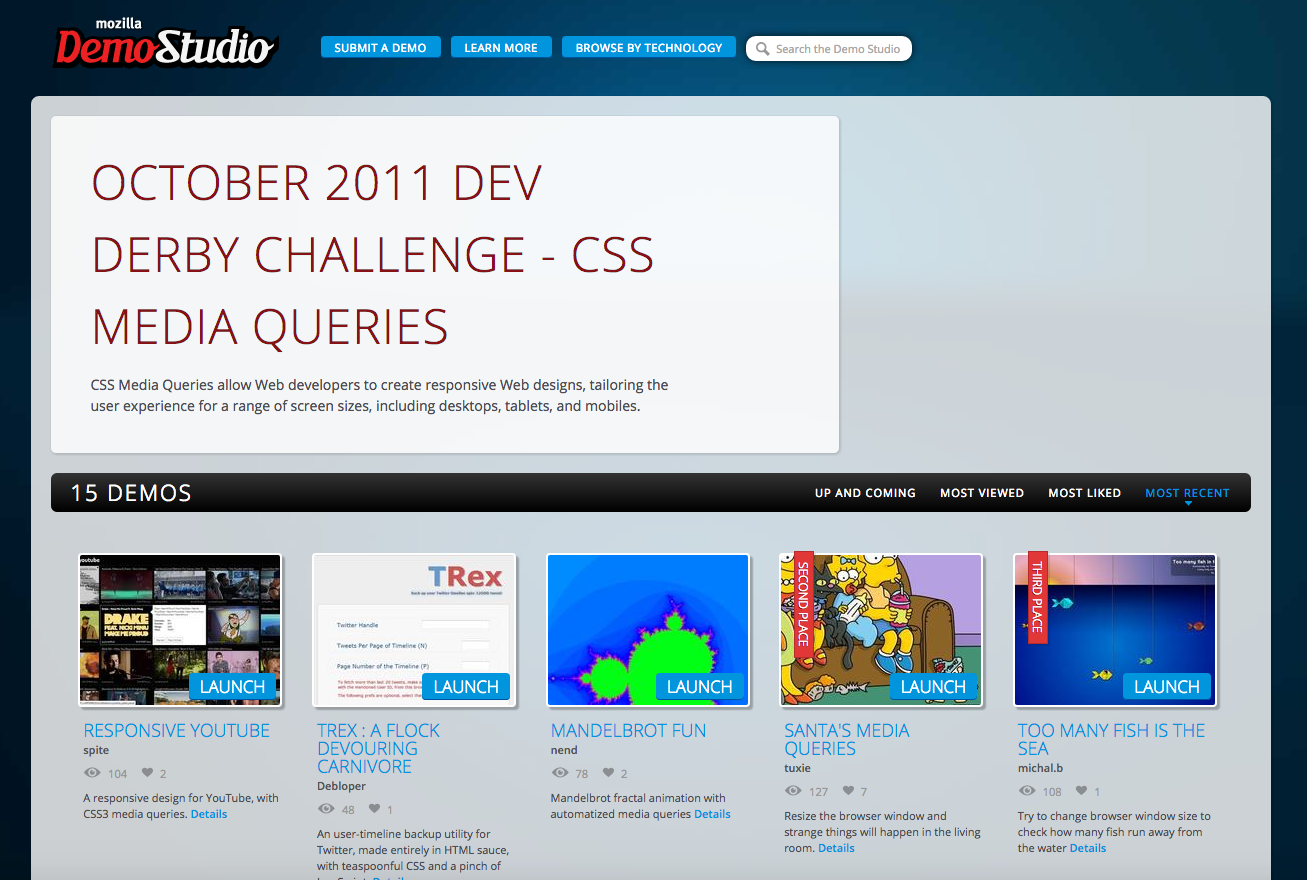 mozilla
DemoStudio
SUBMIT A DEMO
LEARN MORE
BROWSE BY TECHNOLOGY
Search the Demo Studio
OCTOBER 2011 DEV
DERBY CHALLENGE - CSS
MEDIA QUERIES
CSS Media Queries allow Web developers to create responsive Web designs, tailoring the
user experience for a range of screen sizes, including desktops, tablets, and mobiles.
15 DEMOS
UP AND COMING
MOST VIEWED
MOST LIKED
MOST RECENT
DRAKE
FEAT. NICKI MINAJ
MAKE ME PROUD
LAUNCH
RESPONSIVE YOUTUBE
spite
104 2
A responsive design for YouTube, with
CSS3 media queries. Details
TRex
Back up your Twitter timeline upto 3200 tweets!
Twitter Handle
Tweets Per Page of Timeline (N)
Page Number of the Timeline (P)
LAUNCH
TREX : A FLOCK
DEVOURING
CARNIVORE
Debloper
48 1
An user-timeline backup utility for
Twitter, made entirely in HTML sauce,
with teaspoonful CSS and a pinch of
LAUNCH
MANDELBROT FUN
nend
78 2
Mandelbrot fractal animation with
automatized media queries Details
SECOND PLACE
LAUNCH
SANTA'S MEDIA
QUERIES
tuxie
127 7
Resize the browser window and
strange things will happen in the living
room. Details
THIRD PLACE
Too many fish in t
LAUNCH
TOO MANY FISH IS THE
SEA
michal.b
108 1
Try to change browser window size to
check how many fish run away from
the water Details